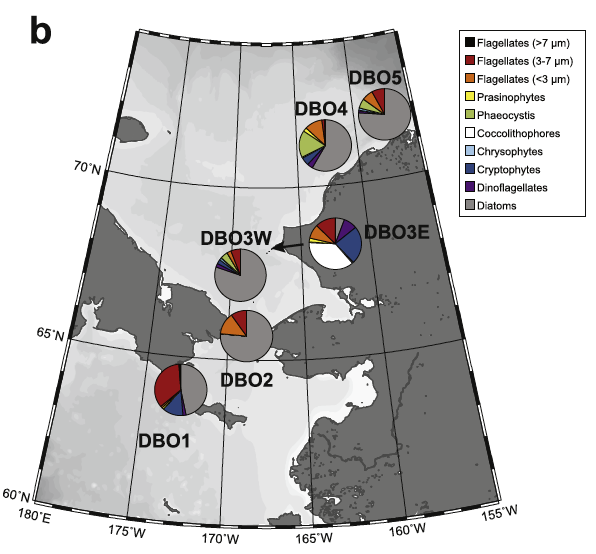 b
Flagellates (>7 μm)
Flagellates (3-7 μm)
Flagellates (<3 μm)
Prasinophytes
Phaeocystis
Coccolithophores
Chrysophytes
Cryptophytes
Dinoflagellates
Diatoms
DBO5
DBO4
70°N
DBO3W
DBO3E
65°N
DBO2
DBO1
60°N
180°E
175°W
170°W
165°W
160°W
155°W